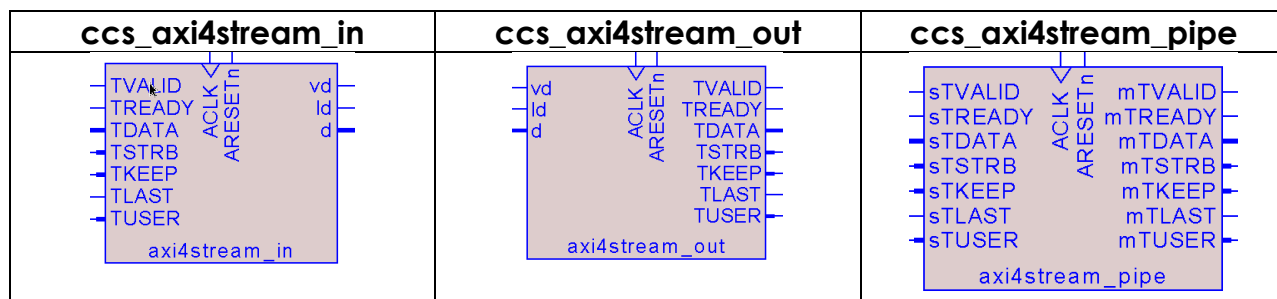 ccs_axi4stream_in
ccs_axi4stream_out
ccs_axi4stream_pipe
TVALID
TREADY
TDATA
TSTRB
TKEEP
TLAST
TUSER
ACLK
ARESETn
vd
ld
d
axi4stream_in
vd
ld
d
ACLK
ARESETn
TVALID
TREADY
TDATA
TSTRB
TKEEP
TLAST
TUSER
axi4stream_out
sTVALID
sTREADY
sTDATA
sTSTRB
sTKEEP
sTLAST
sTUSER
ACLK
ARESETn
mTVALID
mTREADY
mTDATA
mTSTRB
mTKEEP
mTLAST
mTUSER
axi4stream_pipe